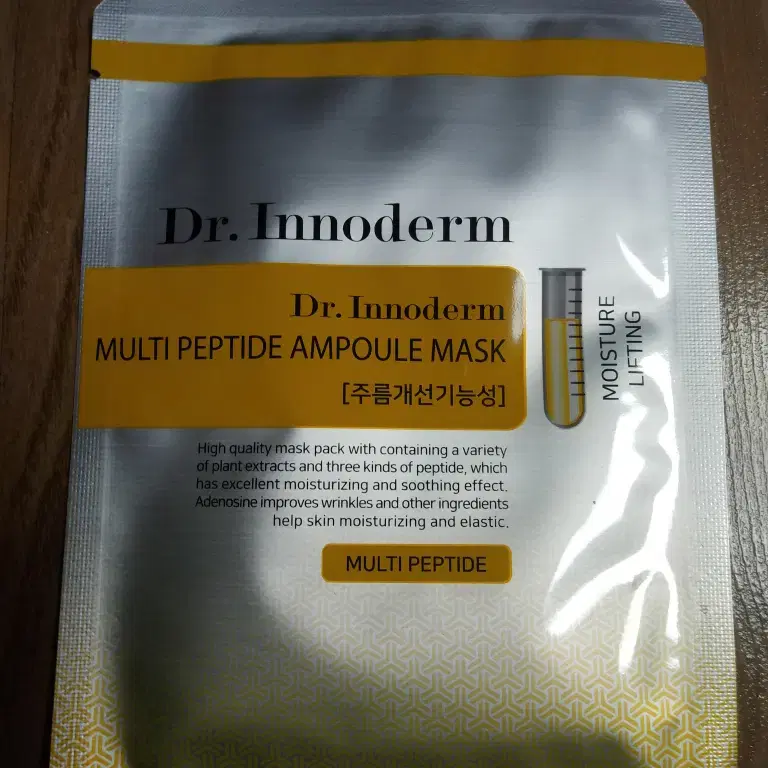 Dr. Innoderm
Dr. Innoderm
MULTI PEPTIDE AMPOULE MASK
[주름개선기능성]
MOISTURE
LIFTING
High quality mask pack with containing a variety
of plant extracts and three kinds of peptide, which
has excellent moisturizing and soothing effect.
Adenosine improves wrinkles and other ingredients
help skin moisturizing and elastic.
MULTI PEPTIDE